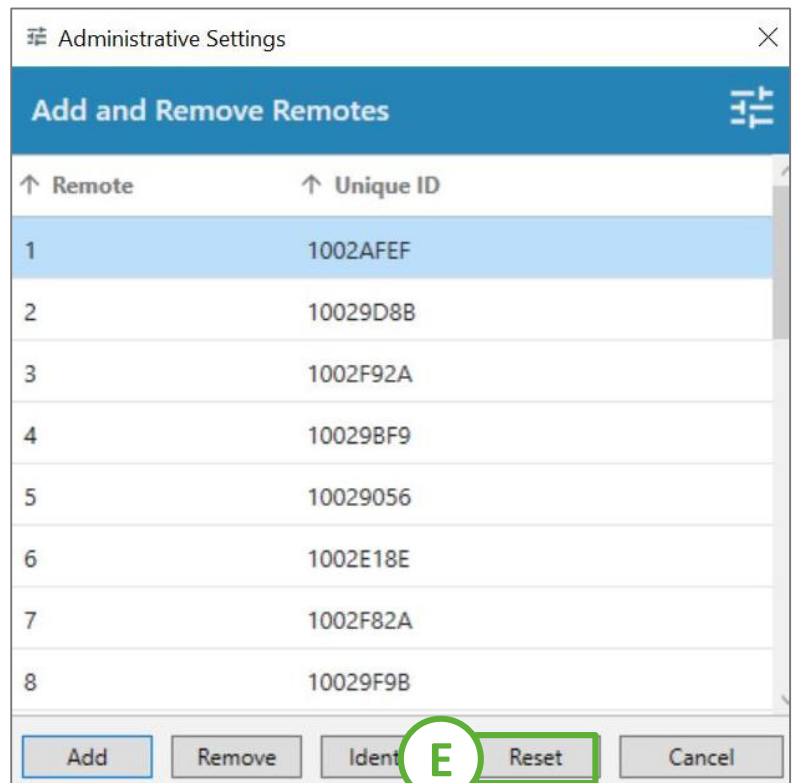 Administrative Settings
Add and Remove Remotes
Remote Unique ID
1 1002AFEF
2 10029D8B
3 1002F92A
4 10029BF9
5 10029056
6 1002E18E
7 1002F82A
8 10029F9B
Add Remove Ident E Reset Cancel